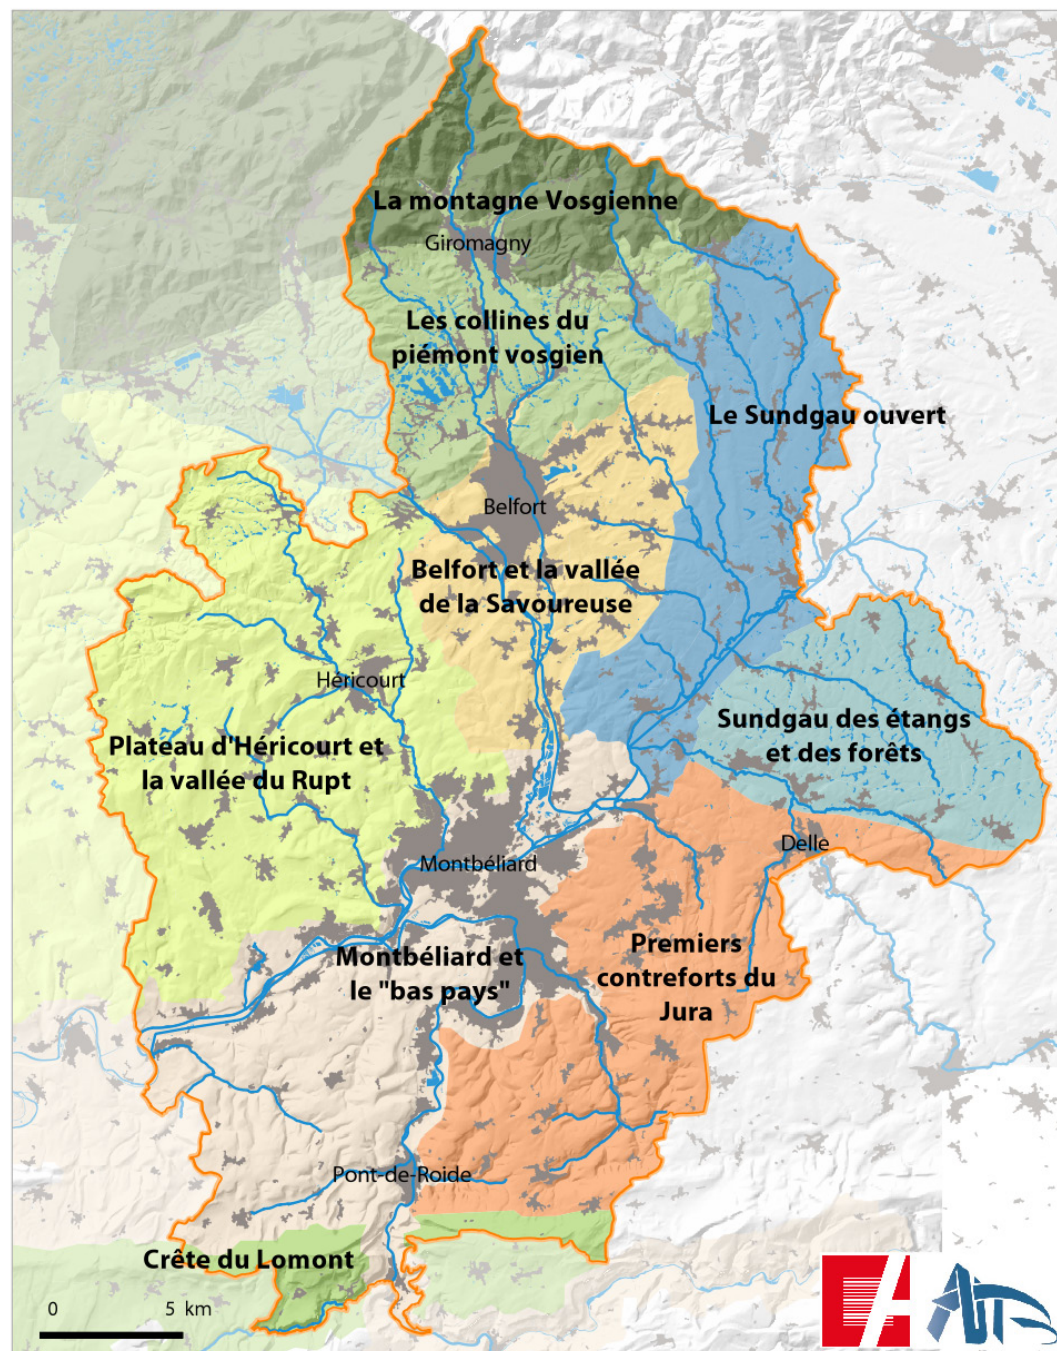 La montagne Vosgienne
Giromagny
Les collines du
piémont vosgien
Le Sundgau ouvert
Belfort
Belfort et la vallée
de la Savoureuse
Héricourt
Sundgau des étangs
et des forêts
Plateau d'Héricourt et
la vallée du Rupt
Delle
Montbéliard
Premiers
contreforts du
Jura
Montbéliard et
le "bas pays"
Pont-de-Roide
Crête du Lomont
0 5 km